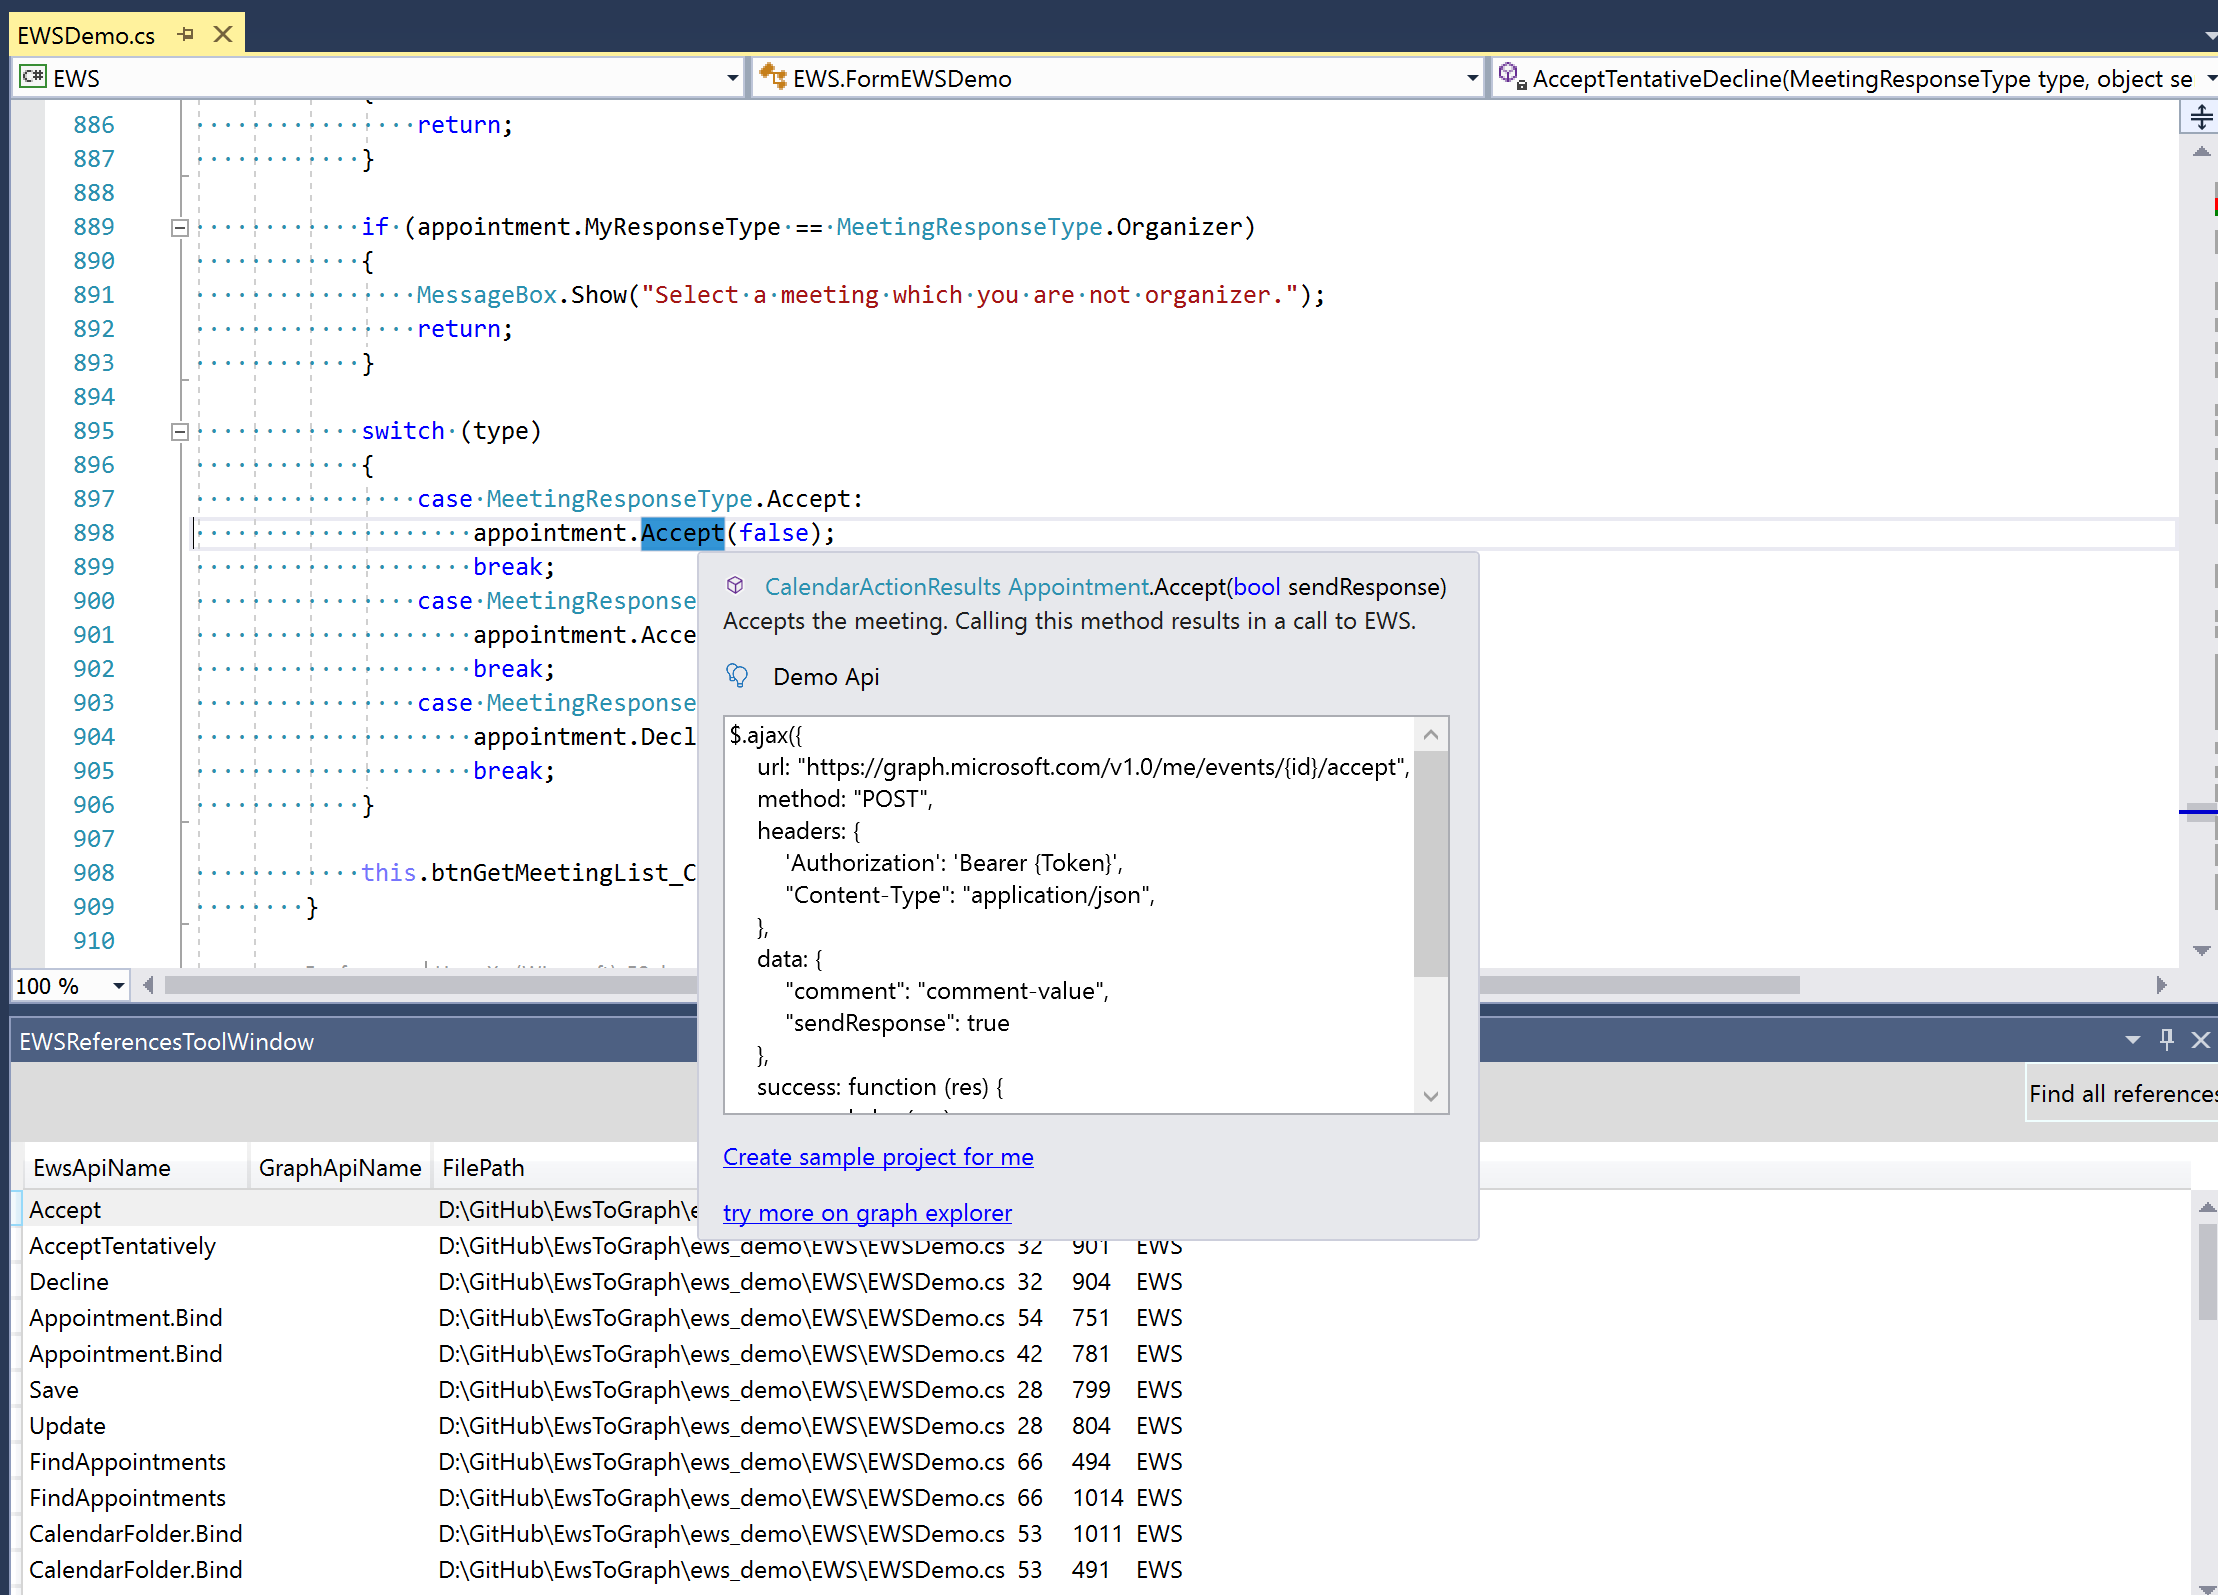 EWSDemo.cs
C# EWS
EWS.FormEWSDemo
AcceptTentativeDecline(MeetingResponseType type, object se
886 return;
887 }
888
889 if (appointment.MyResponseType == MeetingResponseType.Organizer)
890 {
891 MessageBox.Show("Select a meeting which you are not organizer.");
892 return;
893 }
894
895 switch (type)
896 {
897 case MeetingResponseType.Accept:
898 appointment.Accept(false);
899 break;
900 case MeetingResponse
901 appointment.Acce
902 break;
903 case MeetingResponse
904 appointment.Decl
905 break;
906 }
907
908 this.btnGetMeetingList_C
909 }
910
CalendarActionResults Appointment.Accept(bool sendResponse)
Accepts the meeting. Calling this method results in a call to EWS.
Demo Api
$.ajax({
url: "https://graph.microsoft.com/v1.0/me/events/{id}/accept",
method: "POST",
headers: {
'Authorization': 'Bearer {Token}',
"Content-Type": "application/json",
},
data: {
"comment": "comment-value",
"sendResponse": true
},
success: function (res) {
Create sample project for me
try more on graph explorer
100 %
EWSReferencesToolWindow
Find all references
EwsApiName GraphApiName FilePath
Accept D:\GitHub\EwsToGraph\e
AcceptTentatively D:\GitHub\EwsToGraph\ews_demo\EWS\EWSDemo.cs 32 901 EWS
Decline D:\GitHub\EwsToGraph\ews_demo\EWS\EWSDemo.cs 32 904 EWS
Appointment.Bind D:\GitHub\EwsToGraph\ews_demo\EWS\EWSDemo.cs 54 751 EWS
Appointment.Bind D:\GitHub\EwsToGraph\ews_demo\EWS\EWSDemo.cs 42 781 EWS
Save D:\GitHub\EwsToGraph\ews_demo\EWS\EWSDemo.cs 28 799 EWS
Update D:\GitHub\EwsToGraph\ews_demo\EWS\EWSDemo.cs 28 804 EWS
FindAppointments D:\GitHub\EwsToGraph\ews_demo\EWS\EWSDemo.cs 66 494 EWS
FindAppointments D:\GitHub\EwsToGraph\ews_demo\EWS\EWSDemo.cs 66 1014 EWS
CalendarFolder.Bind D:\GitHub\EwsToGraph\ews_demo\EWS\EWSDemo.cs 53 1011 EWS
CalendarFolder.Bind D:\GitHub\EwsToGraph\ews_demo\EWS\EWSDemo.cs 53 491 EWS